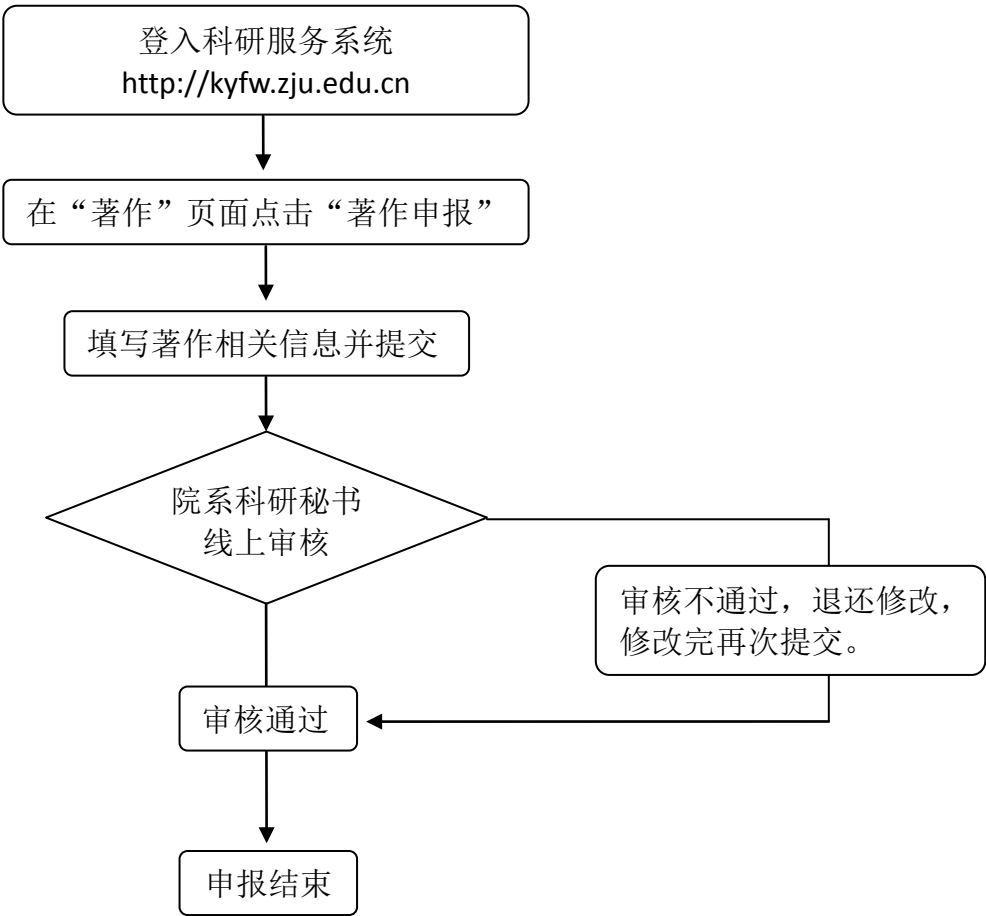 登入科研服务系统
http://kyfw.zju.edu.cn
在“著作”页面点击“著作申报”
填写著作相关信息并提交
院系科研秘书
线上审核
审核不通过，退还修改，
修改完再次提交。
审核通过
申报结束